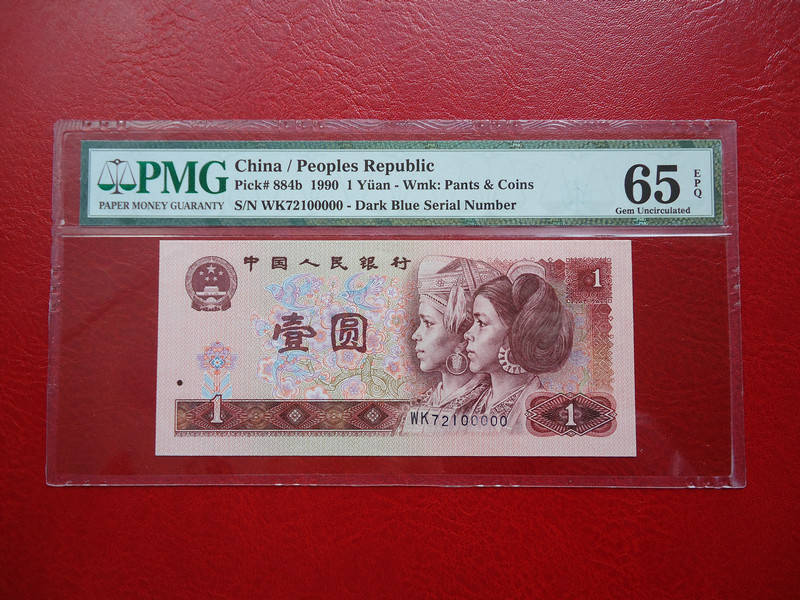 PMG
PAPER MONEY GUARANTY
China / Peoples Republic
Pick# 884b 1990 1 Yüan - Wmk: Pants & Coins
S/N WK72100000 - Dark Blue Serial Number
65
EPQ
Gem Uncirculated
中国人民银行
1
壹圆
1
WK72100000
1